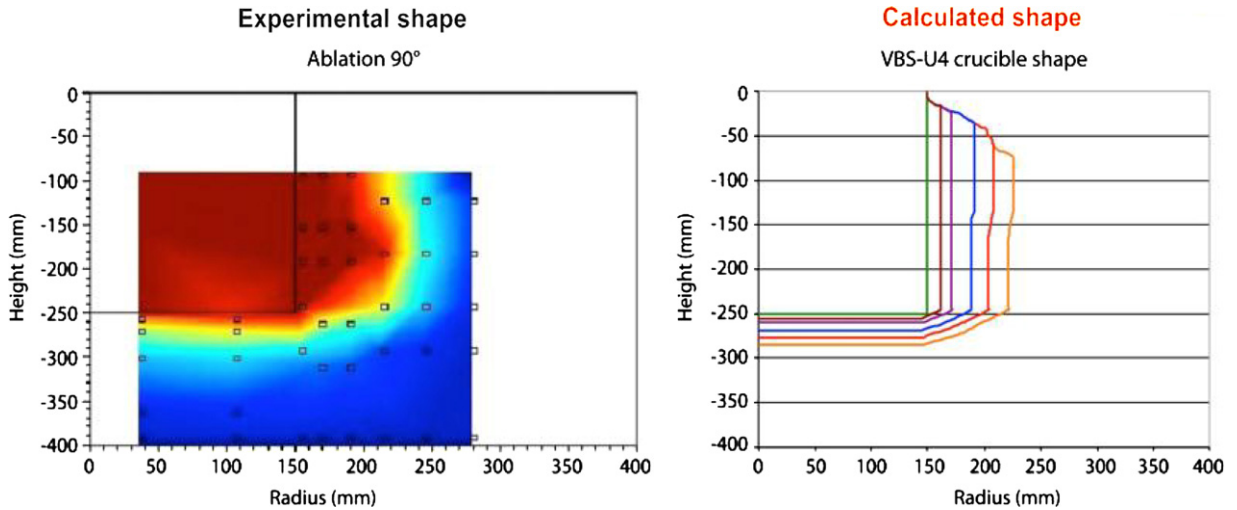 Experimental shape
Ablation 90°
Height (mm)
0
-50
-100
-150
-200
-250
-300
-350
-400
0 50 100 150 200 250 300 350 400
Radius (mm)
Calculated shape
VBS-U4 crucible shape
Height (mm)
0
-50
-100
-150
-200
-250
-300
-350
-400
0 50 100 150 200 250 300 350 400
Radius (mm)